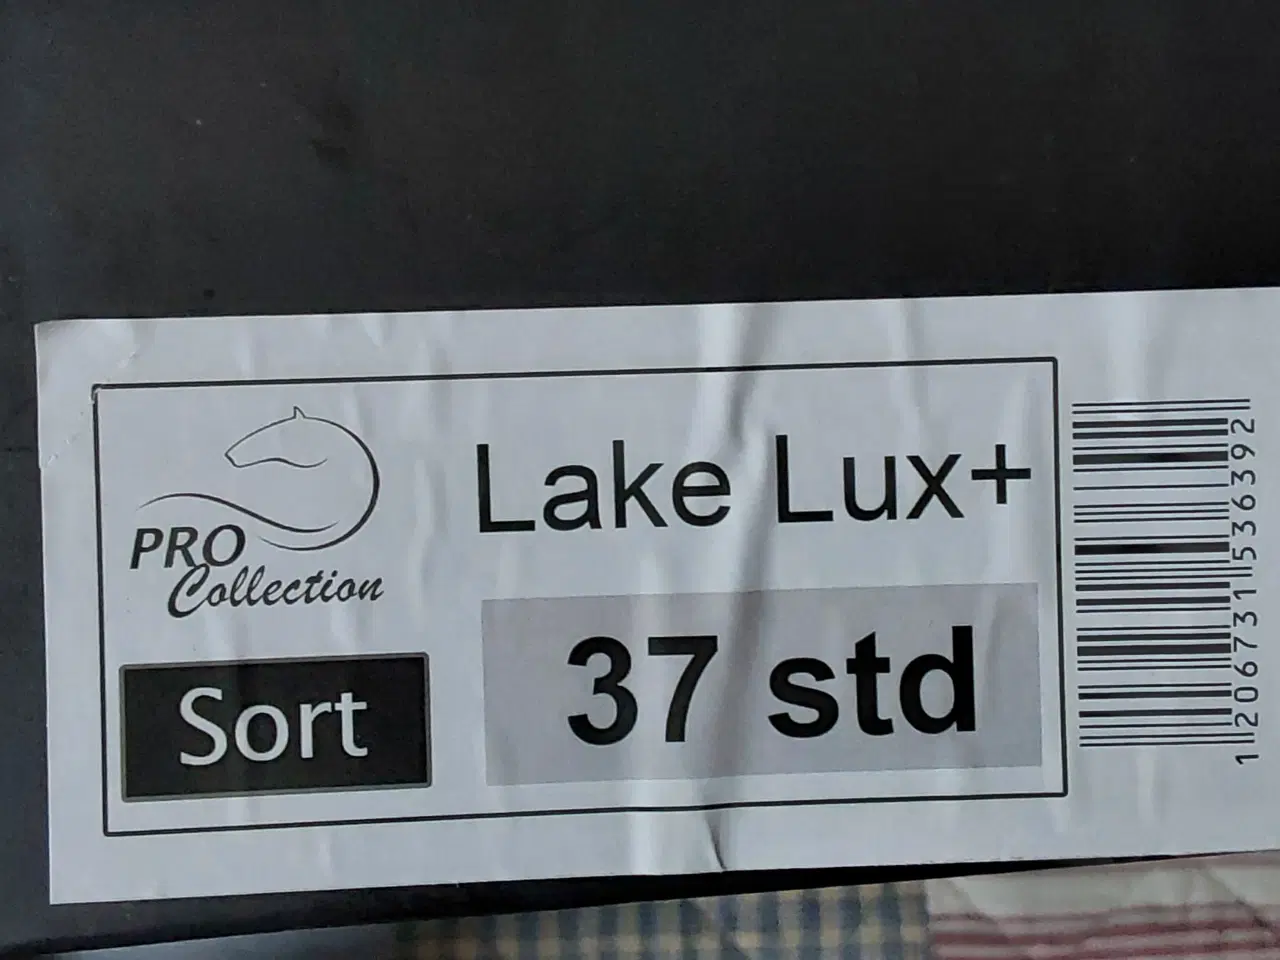 PRO
Collection
Lake Lux+
Sort
37 std
1206731536392